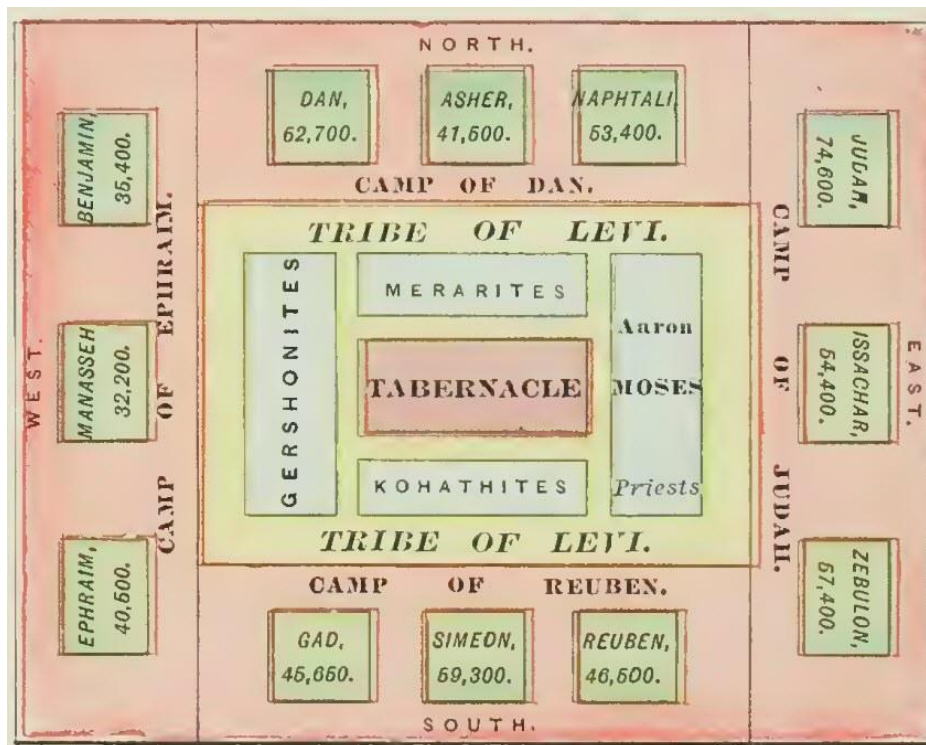 NORTH.
DAN,
62,700.
ASHER,
41,500.
NAPHTALI,
53,400.
CAMP OF DAN.
BENJAMIN,
35,400.
MANASSEH
32,200.
EPHRAIM,
40,500.
WEST.
CAMP OF EPHRAIM.
TRIBE OF LEVI.
GERSHONITES
MERARITES
TABERNACLE
KOHATHITES
Aaron
MOSES
Priests
TRIBE OF LEVI.
CAMP OF JUDAH.
JUDAH,
74,600.
ISSACHAR,
54,400.
ZEBULON,
57,400.
EAST.
CAMP OF REUBEN.
GAD,
45,650.
SIMEON,
59,300.
REUBEN,
46,500.
SOUTH.